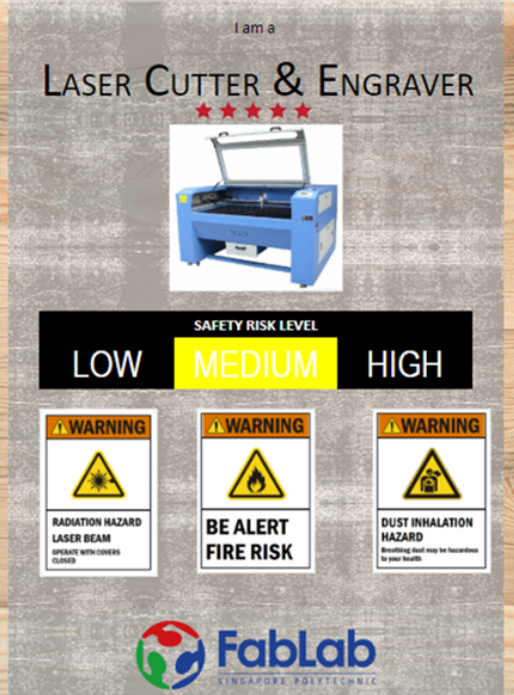 I am a
LASER CUTTER & ENGRAVER
SAFETY RISK LEVEL
LOW MEDIUM HIGH
WARNING
RADIATION HAZARD
LASER BEAM
OPERATE WITH COVERS
CLOSED
WARNING
BE ALERT
FIRE RISK
WARNING
DUST INHALATION
HAZARD
Breathing dust may be hazardous
to your health
FabLab
SINGAPORE POLYTECHNIC